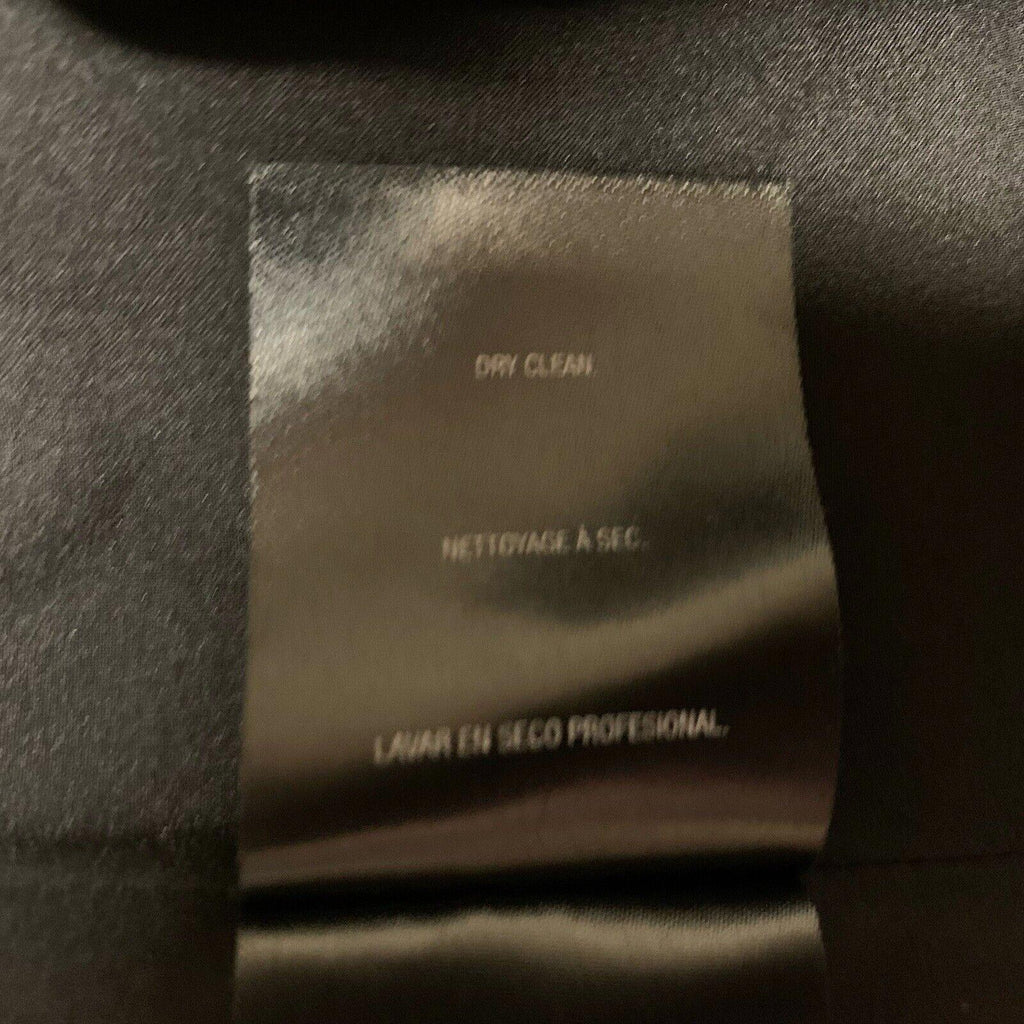 DRY CLEAN.
NETTOYAGE À SEC.
LAVAR EN SECO PROFESIONAL.